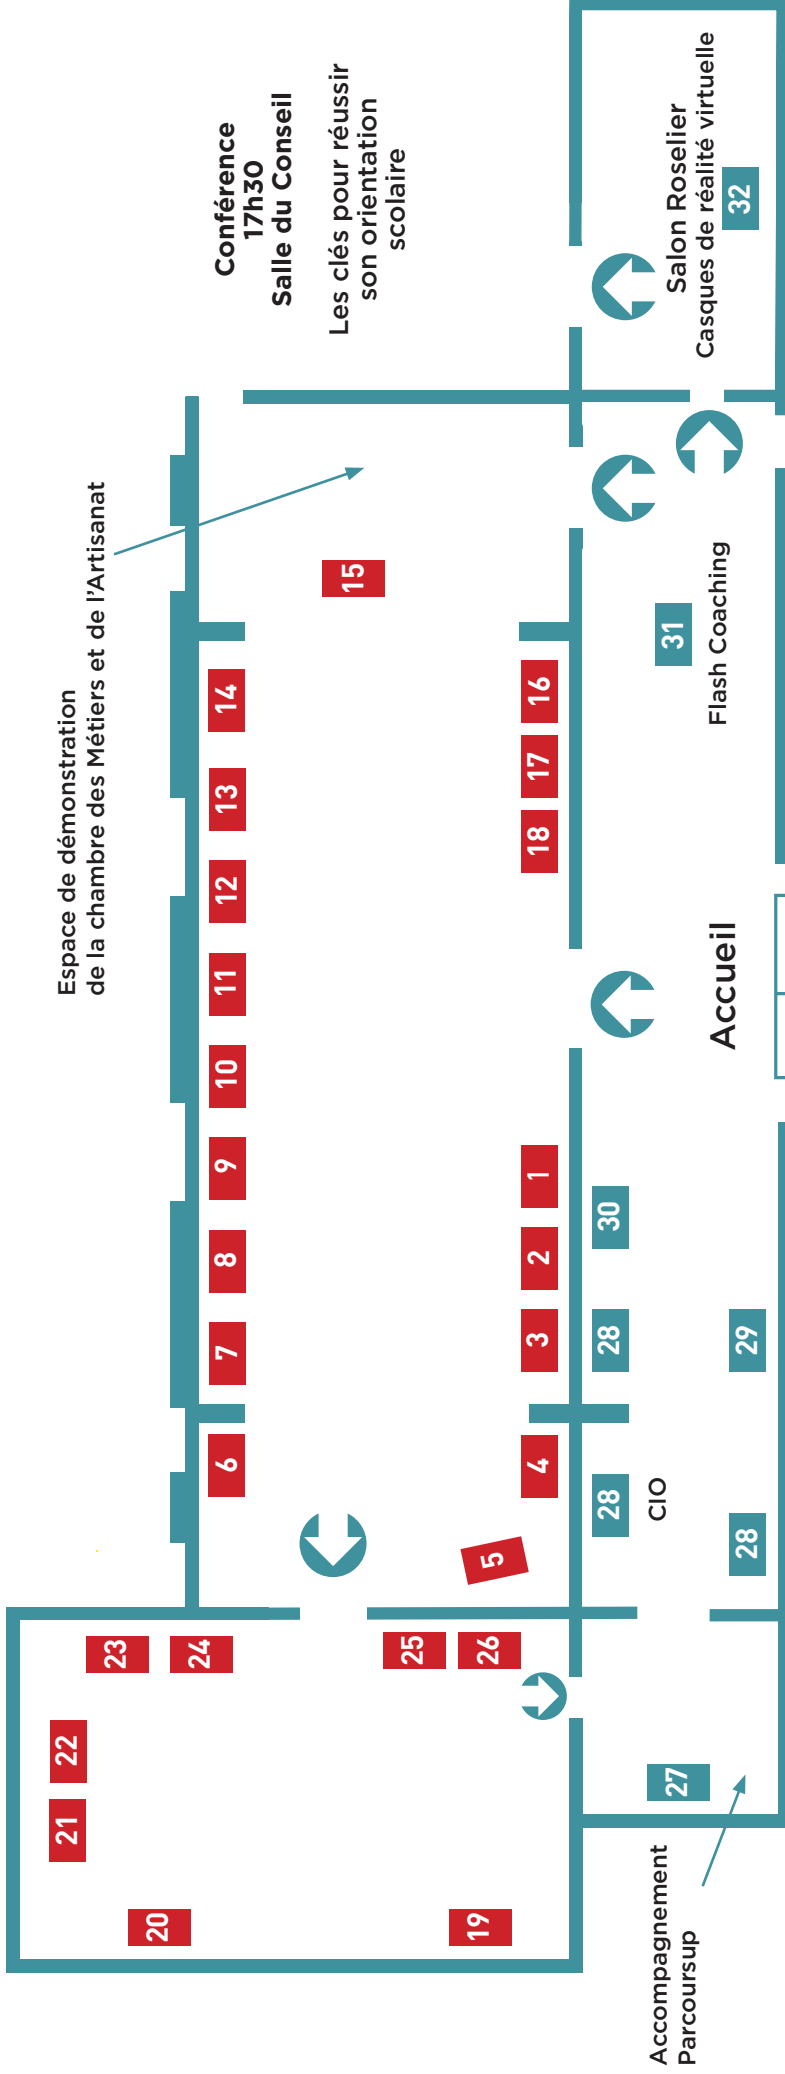 Espace de démonstration
de la chambre des Métiers et de l'Artisanat
Conférence
17h30
Salle du Conseil
Les clés pour réussir
son orientation
scolaire
21
22
23
20
24
6
7
8
9
10
11
12
13
14
15
25
26
19
5
4
3
2
1
18
17
16
28
28
30
CIO
27
28
29
Accueil
31
Flash Coaching
Salon Roselier
Casques de réalité virtuelle
32
Accompagnement
Parcoursup